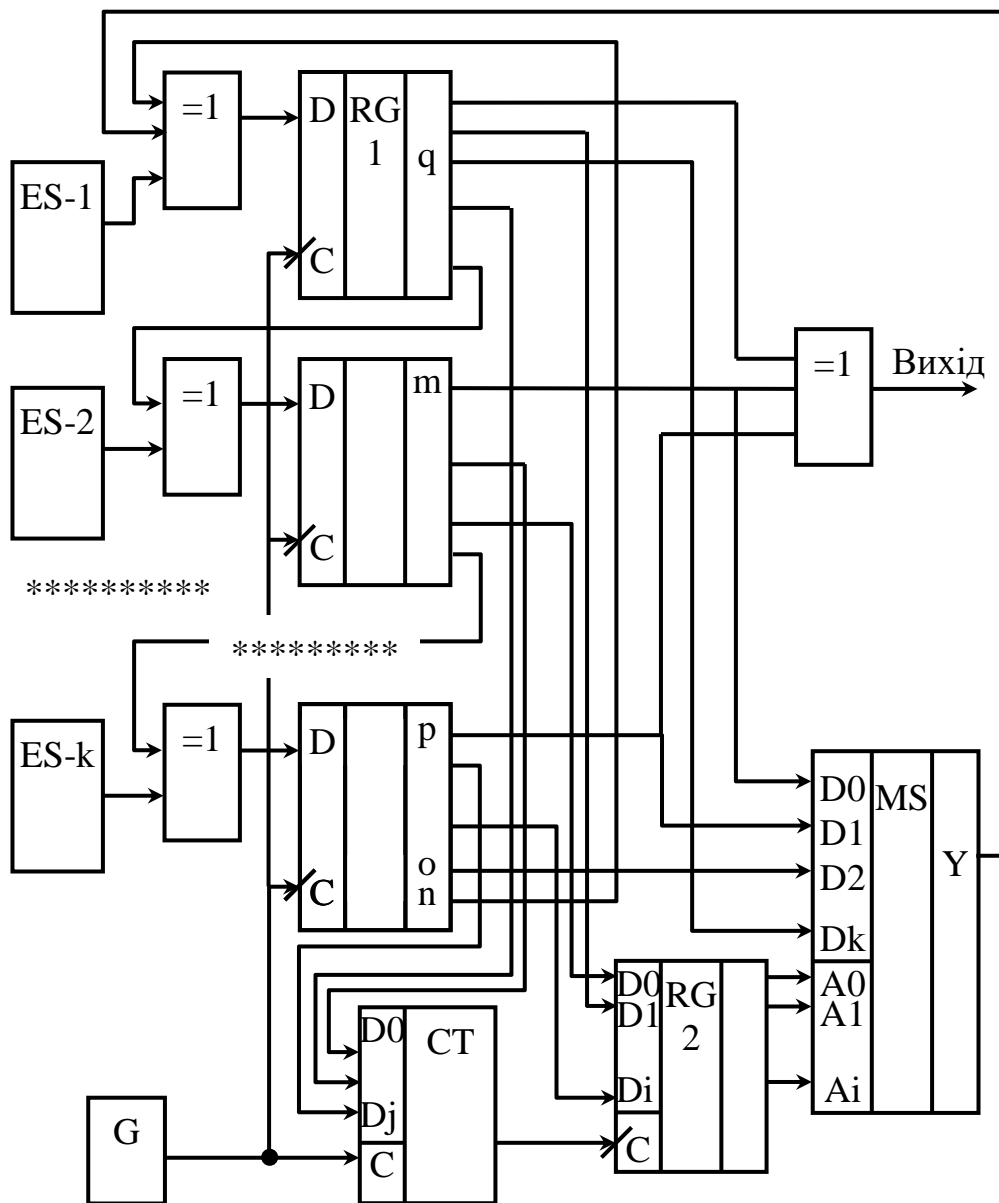 =1
D
RG
1
q
C
ES-1
=1
D
m
C
ES-2
=1
Вихід
**********
*********
ES-k
=1
D
p
o
n
C
D0
D1
D2
Dk
MS
Y
A0
A1
Ai
D0
D1
Di
C
RG
2
D0
Dj
C
CT
G